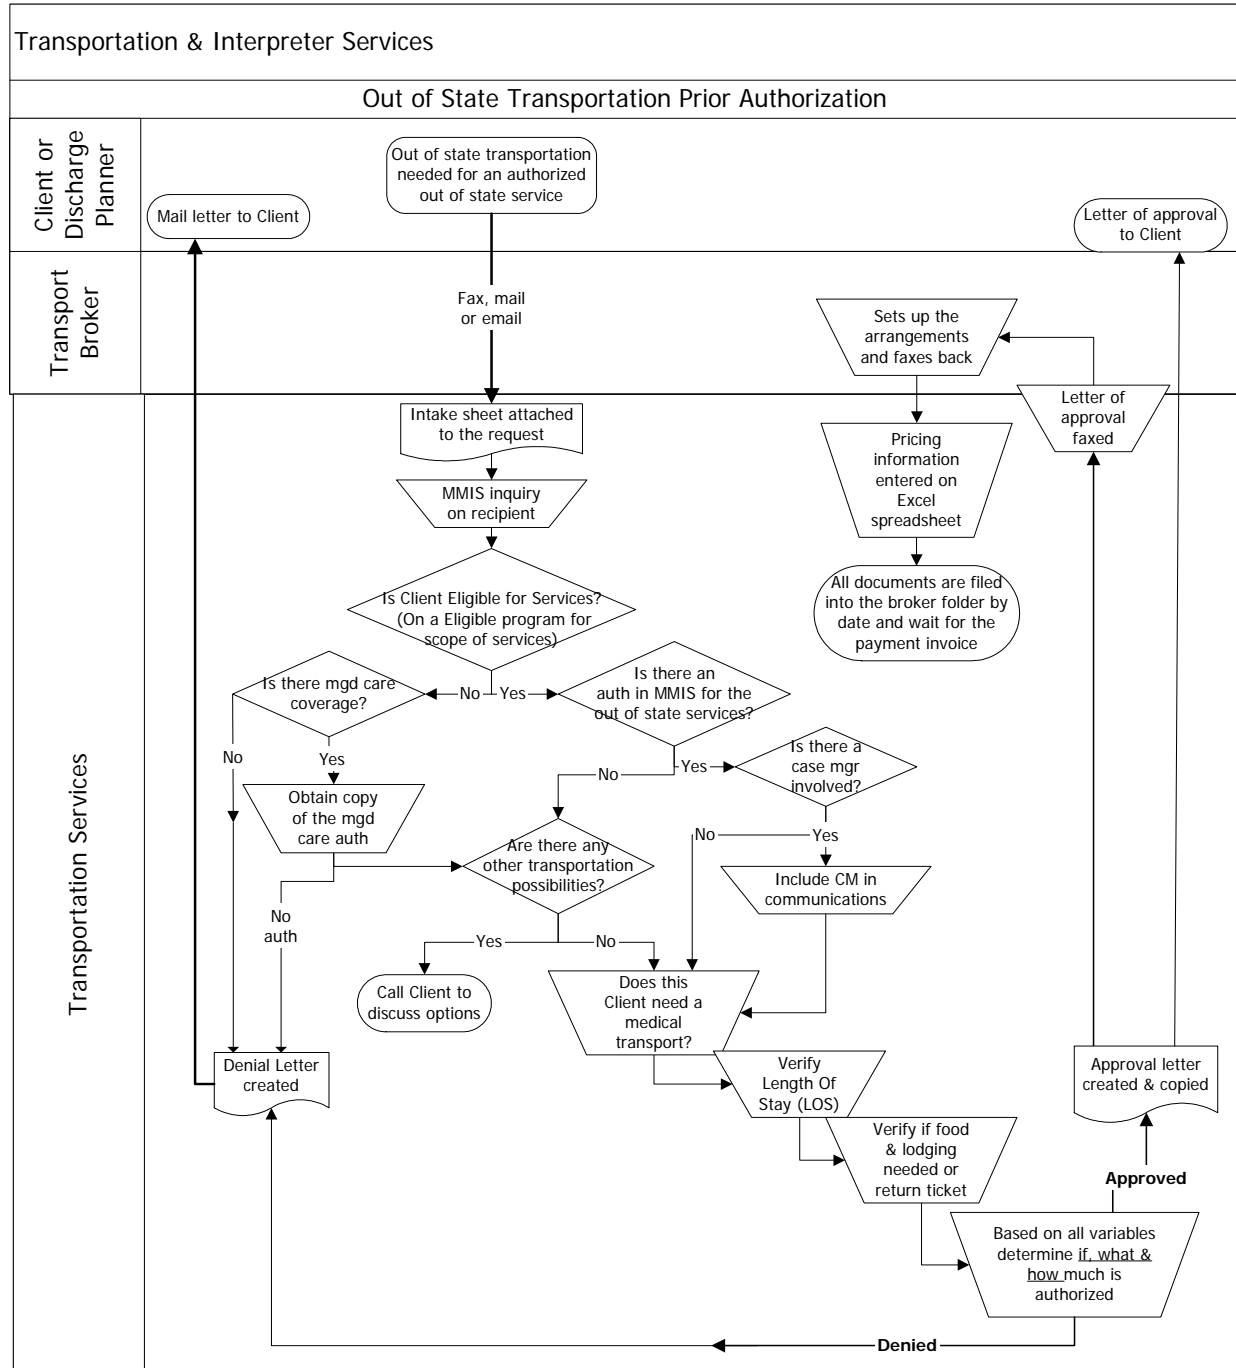 Transportation & Interpreter Services
Out of State Transportation Prior Authorization
Client or
Discharge
Planner
Mail letter to Client
Out of state transportation
needed for an authorized
out of state service
Letter of approval
to Client
Transport
Broker
Fax, mail
or email
Sets up the
arrangements
and faxes back
Letter of
approval
faxed
Transportation Services
Intake sheet attached
to the request
Pricing
information
entered on
Excel
spreadsheet
MMIS inquiry
on recipient
All documents are filed
into the broker folder by
date and wait for the
payment invoice
Is Client Eligible for Services?
(On a Eligible program for
scope of services)
No
Yes
Is there mgd care
coverage?
Is there an
auth in MMIS for the
out of state services?
No
Yes
No
Yes
Is there a
case mgr
involved?
Obtain copy
of the mgd
care auth
No
Yes
Are there any
other transportation
possibilities?
Include CM in
communications
No
auth
Yes
No
Call Client to
discuss options
Does this
Client need a
medical
transport?
Denial Letter
created
Verify
Length Of
Stay (LOS)
Approval letter
created & copied
Verify if food
& lodging
needed or
return ticket
Approved
Based on all variables
determine if, what &
how much is
authorized
Denied